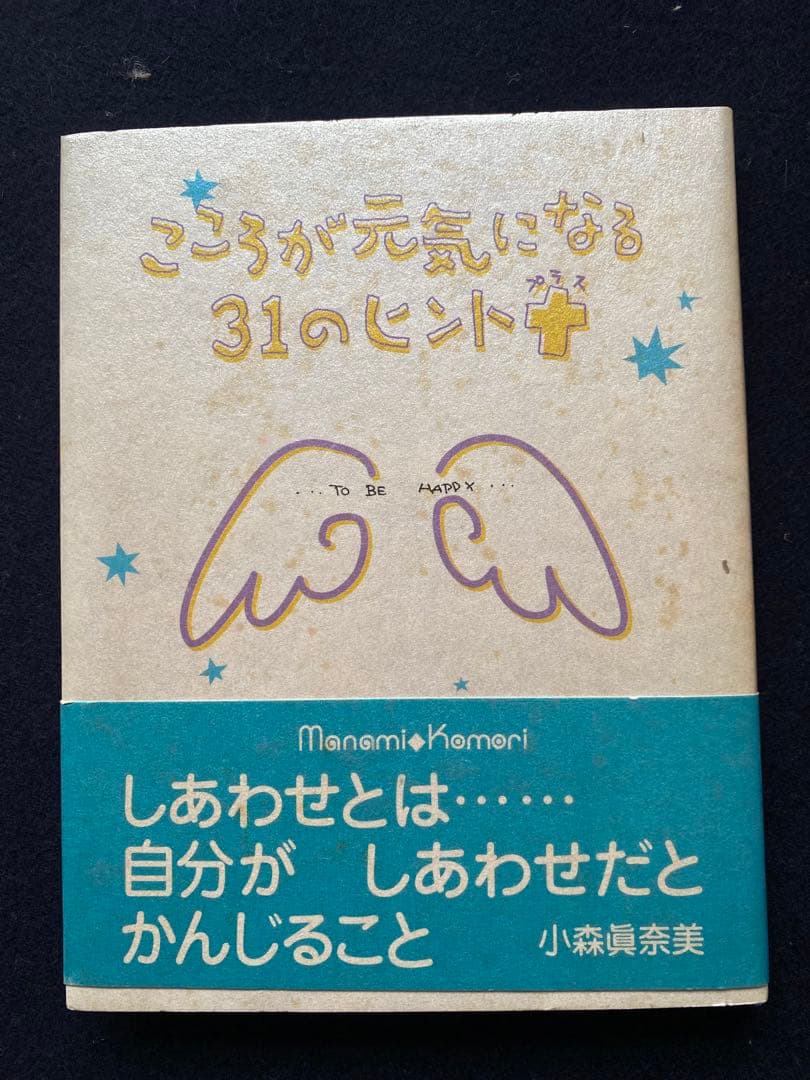 こころが元気になる
プラス
31のヒント+
...TO BE HAPPY...
Manami◆Komori
しあわせとは……
自分が しあわせだと
かんじること
小森眞奈美